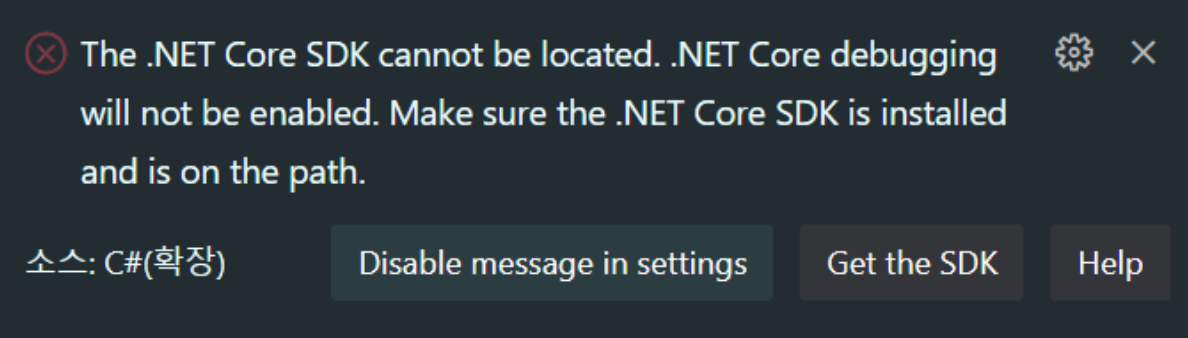 The .NET Core SDK cannot be located. .NET Core debugging
will not be enabled. Make sure the .NET Core SDK is installed
and is on the path.
소스: C#(확장)
Disable message in settings
Get the SDK
Help